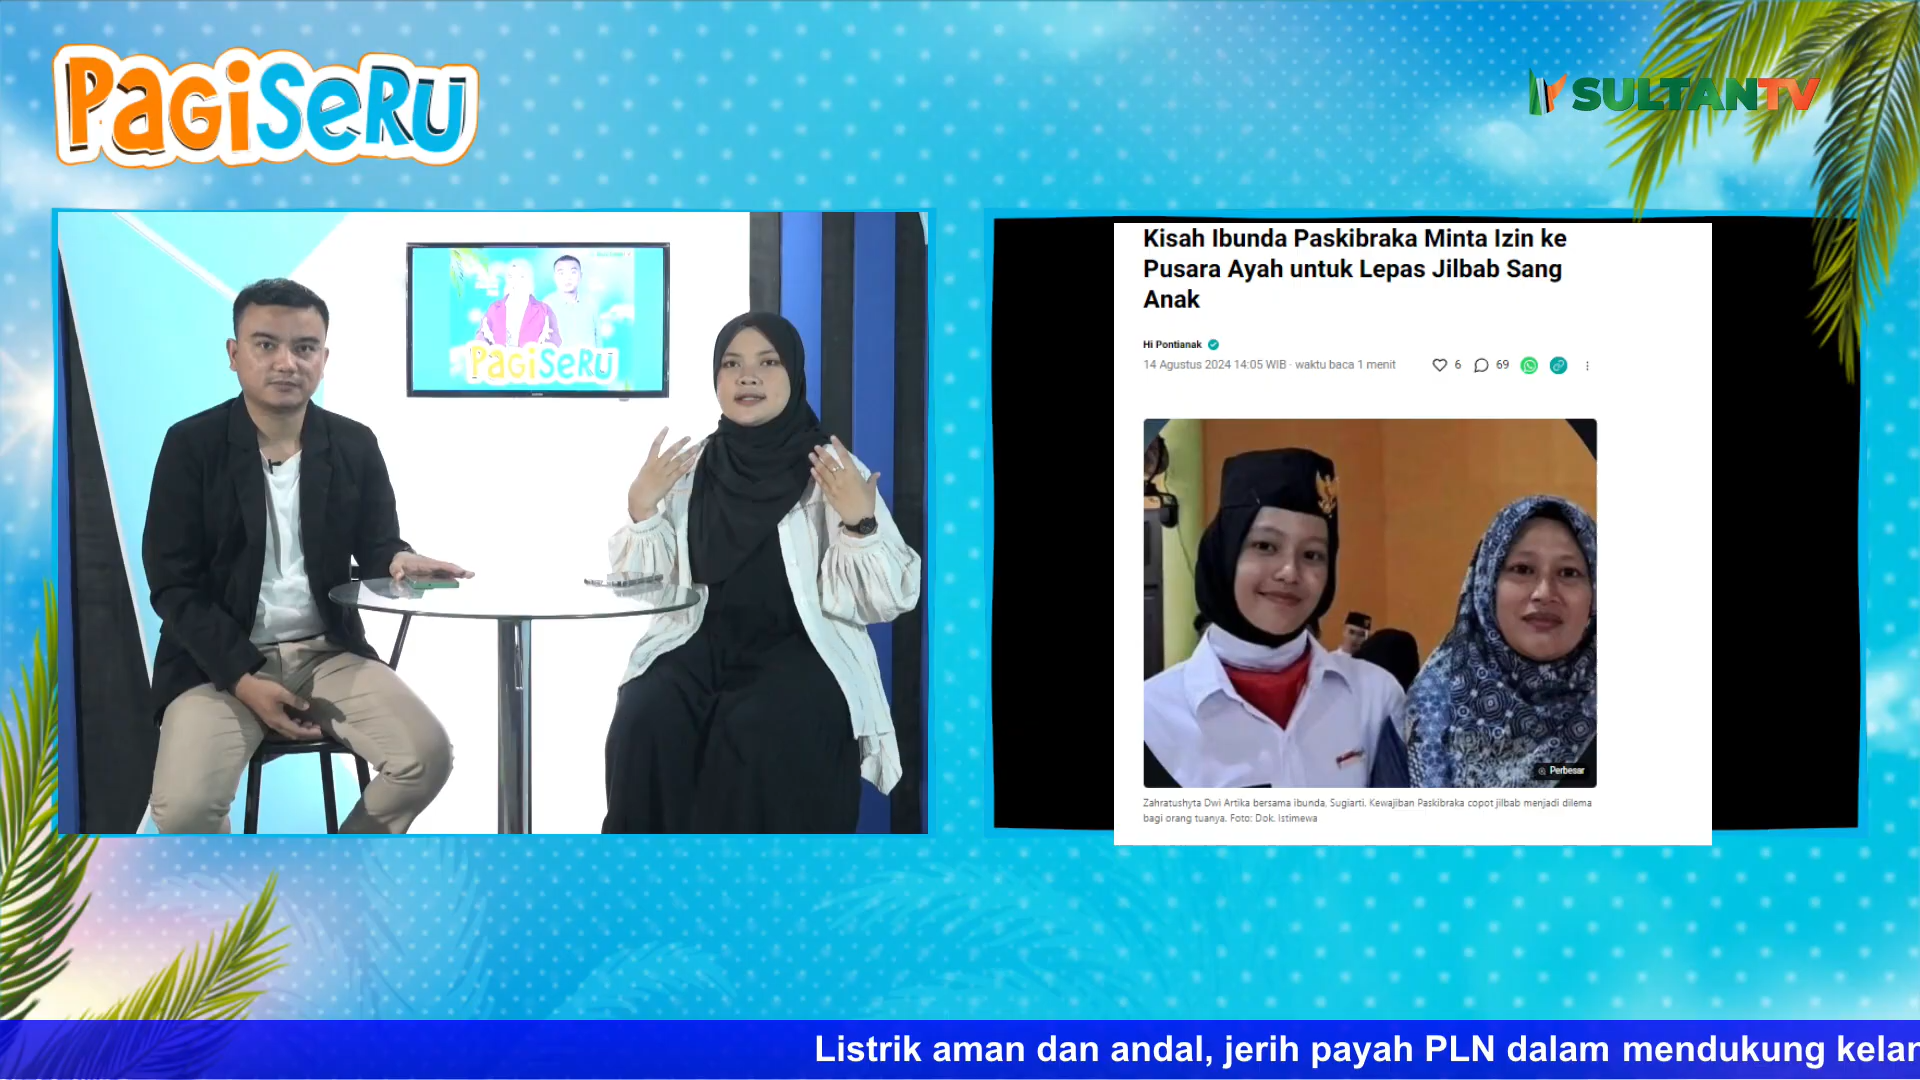 PAGISERU
SULTANTV
PAGISERU
Kisah Ibunda Paskibraka Minta Izin ke
Pusara Ayah untuk Lepas Jilbab Sang
Anak
Hi Pontianak
14 Agustus 2024 14:05 WIB · waktu baca 1 menit
6
69
Perbesar
Zahratushyta Dwi Artika bersama ibunda, Sugiarti. Kewajiban Paskibraka copot jilbab menjadi dilema
bagi orang tuanya. Foto: Dok. Istimewa
Listrik aman dan andal, jerih payah PLN dalam mendukung kelan